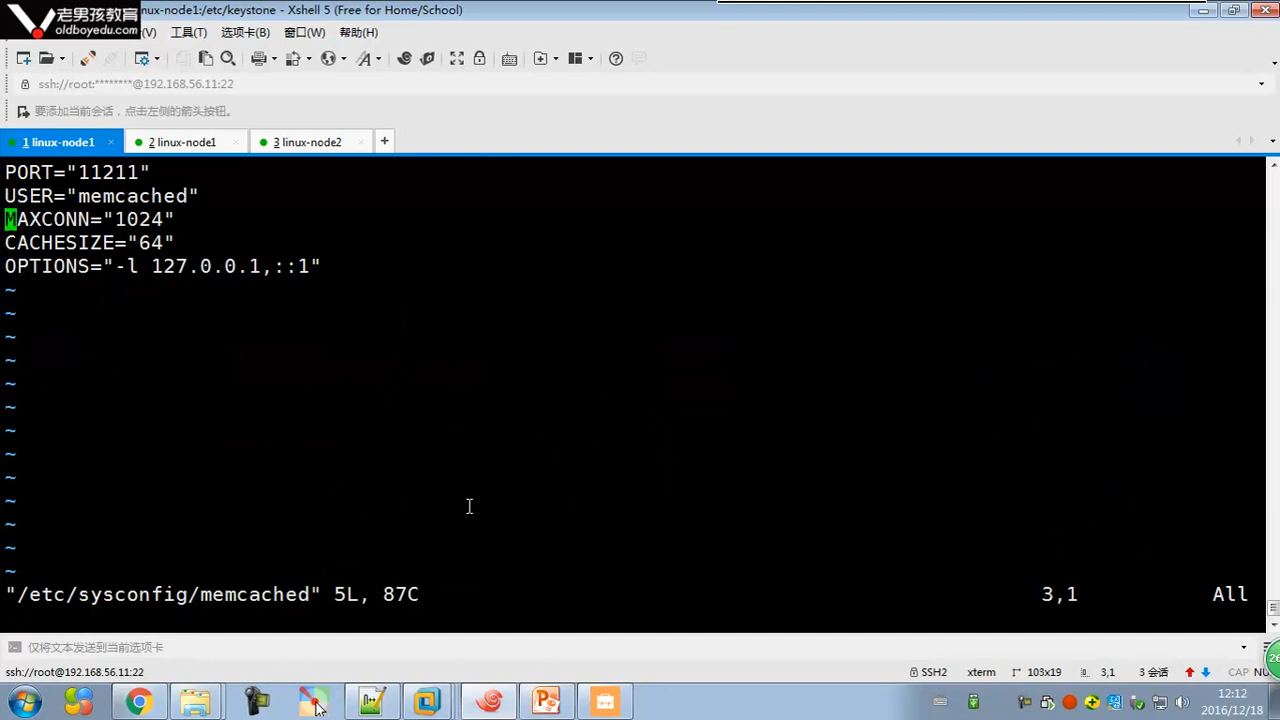 老男孩教育
oldboyedu.com
nux-node1:/etc/keystone - Xshell 5 (Free for Home/School)
(V) 工具(T) 选项卡(B) 窗口(W) 帮助(H)
ssh://root:********@192.168.56.11:22
要添加当前会话，点击左侧的箭头按钮。
1 linux-node1 × 2 linux-node1 × 3 linux-node2 × +
PORT="11211"
USER="memcached"
MAXCONN="1024"
CACHESIZE="64"
OPTIONS="-l 127.0.0.1,::1"
~
~
~
~
~
~
~
~
~
~
~
~
~
"/etc/sysconfig/memcached" 5L, 87C 3,1 All
仅将文本发送到当前选项卡
26
ssh://root@192.168.56.11:22 SSH2 xterm 103x19 3,1 3 会话 CAP NU
12:12
2016/12/18